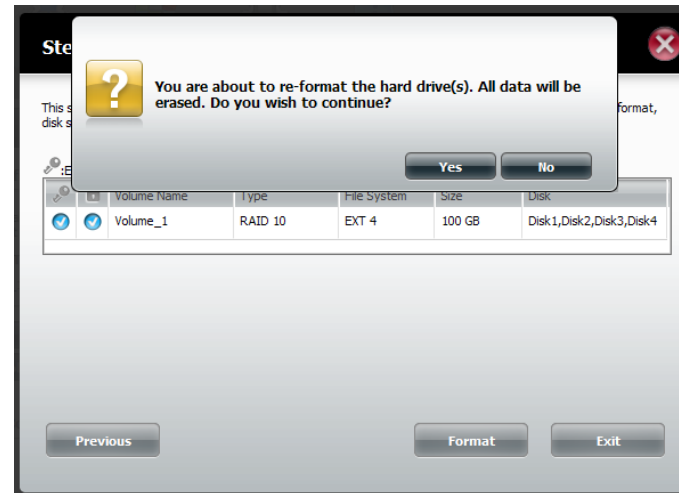 Ste
You are about to re-format the hard drive(s). All data will be
erased. Do you wish to continue?
This s
format,
disk s
Yes No
:E
Volume Name Type File System Size Disk
Volume_1 RAID 10 EXT 4 100 GB Disk1,Disk2,Disk3,Disk4
Previous Format Exit